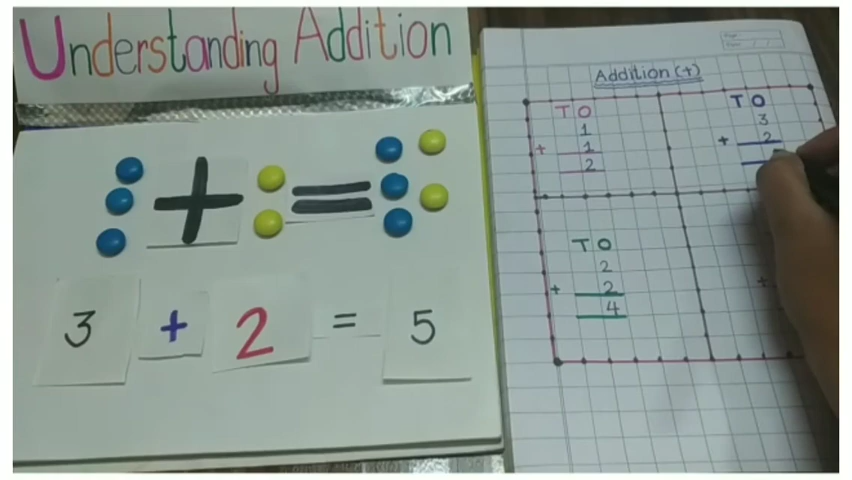 Understanding Addition
3 + 2 = 5
Addition (+)
T O
1
+ 1
2
T O
3
+ 2
T O
2
+ 2
4
+